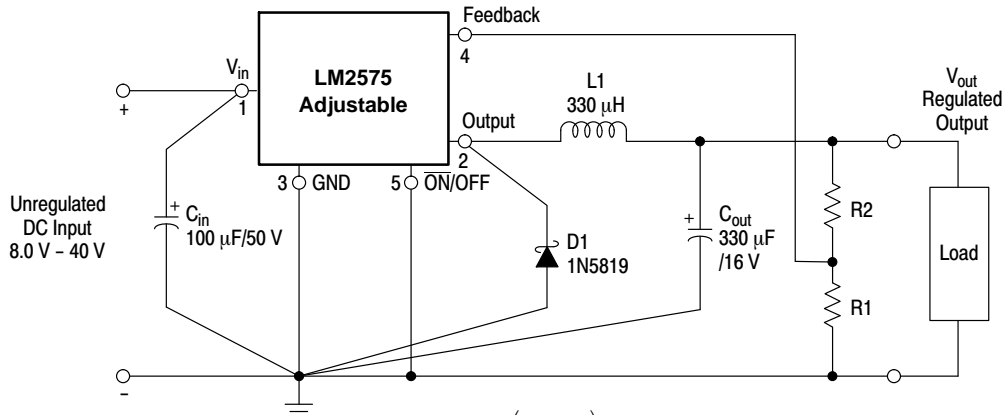 Feedback
4
V_in
1
LM2575
Adjustable
L1
330 μH
V_out
Regulated
Output
+
Output
2
3 GND
5 O̅N̅/OFF
Unregulated
DC Input
8.0 V – 40 V
+
C_in
100 μF/50 V
D1
1N5819
+
C_out
330 μF
/16 V
R2
R1
Load
–